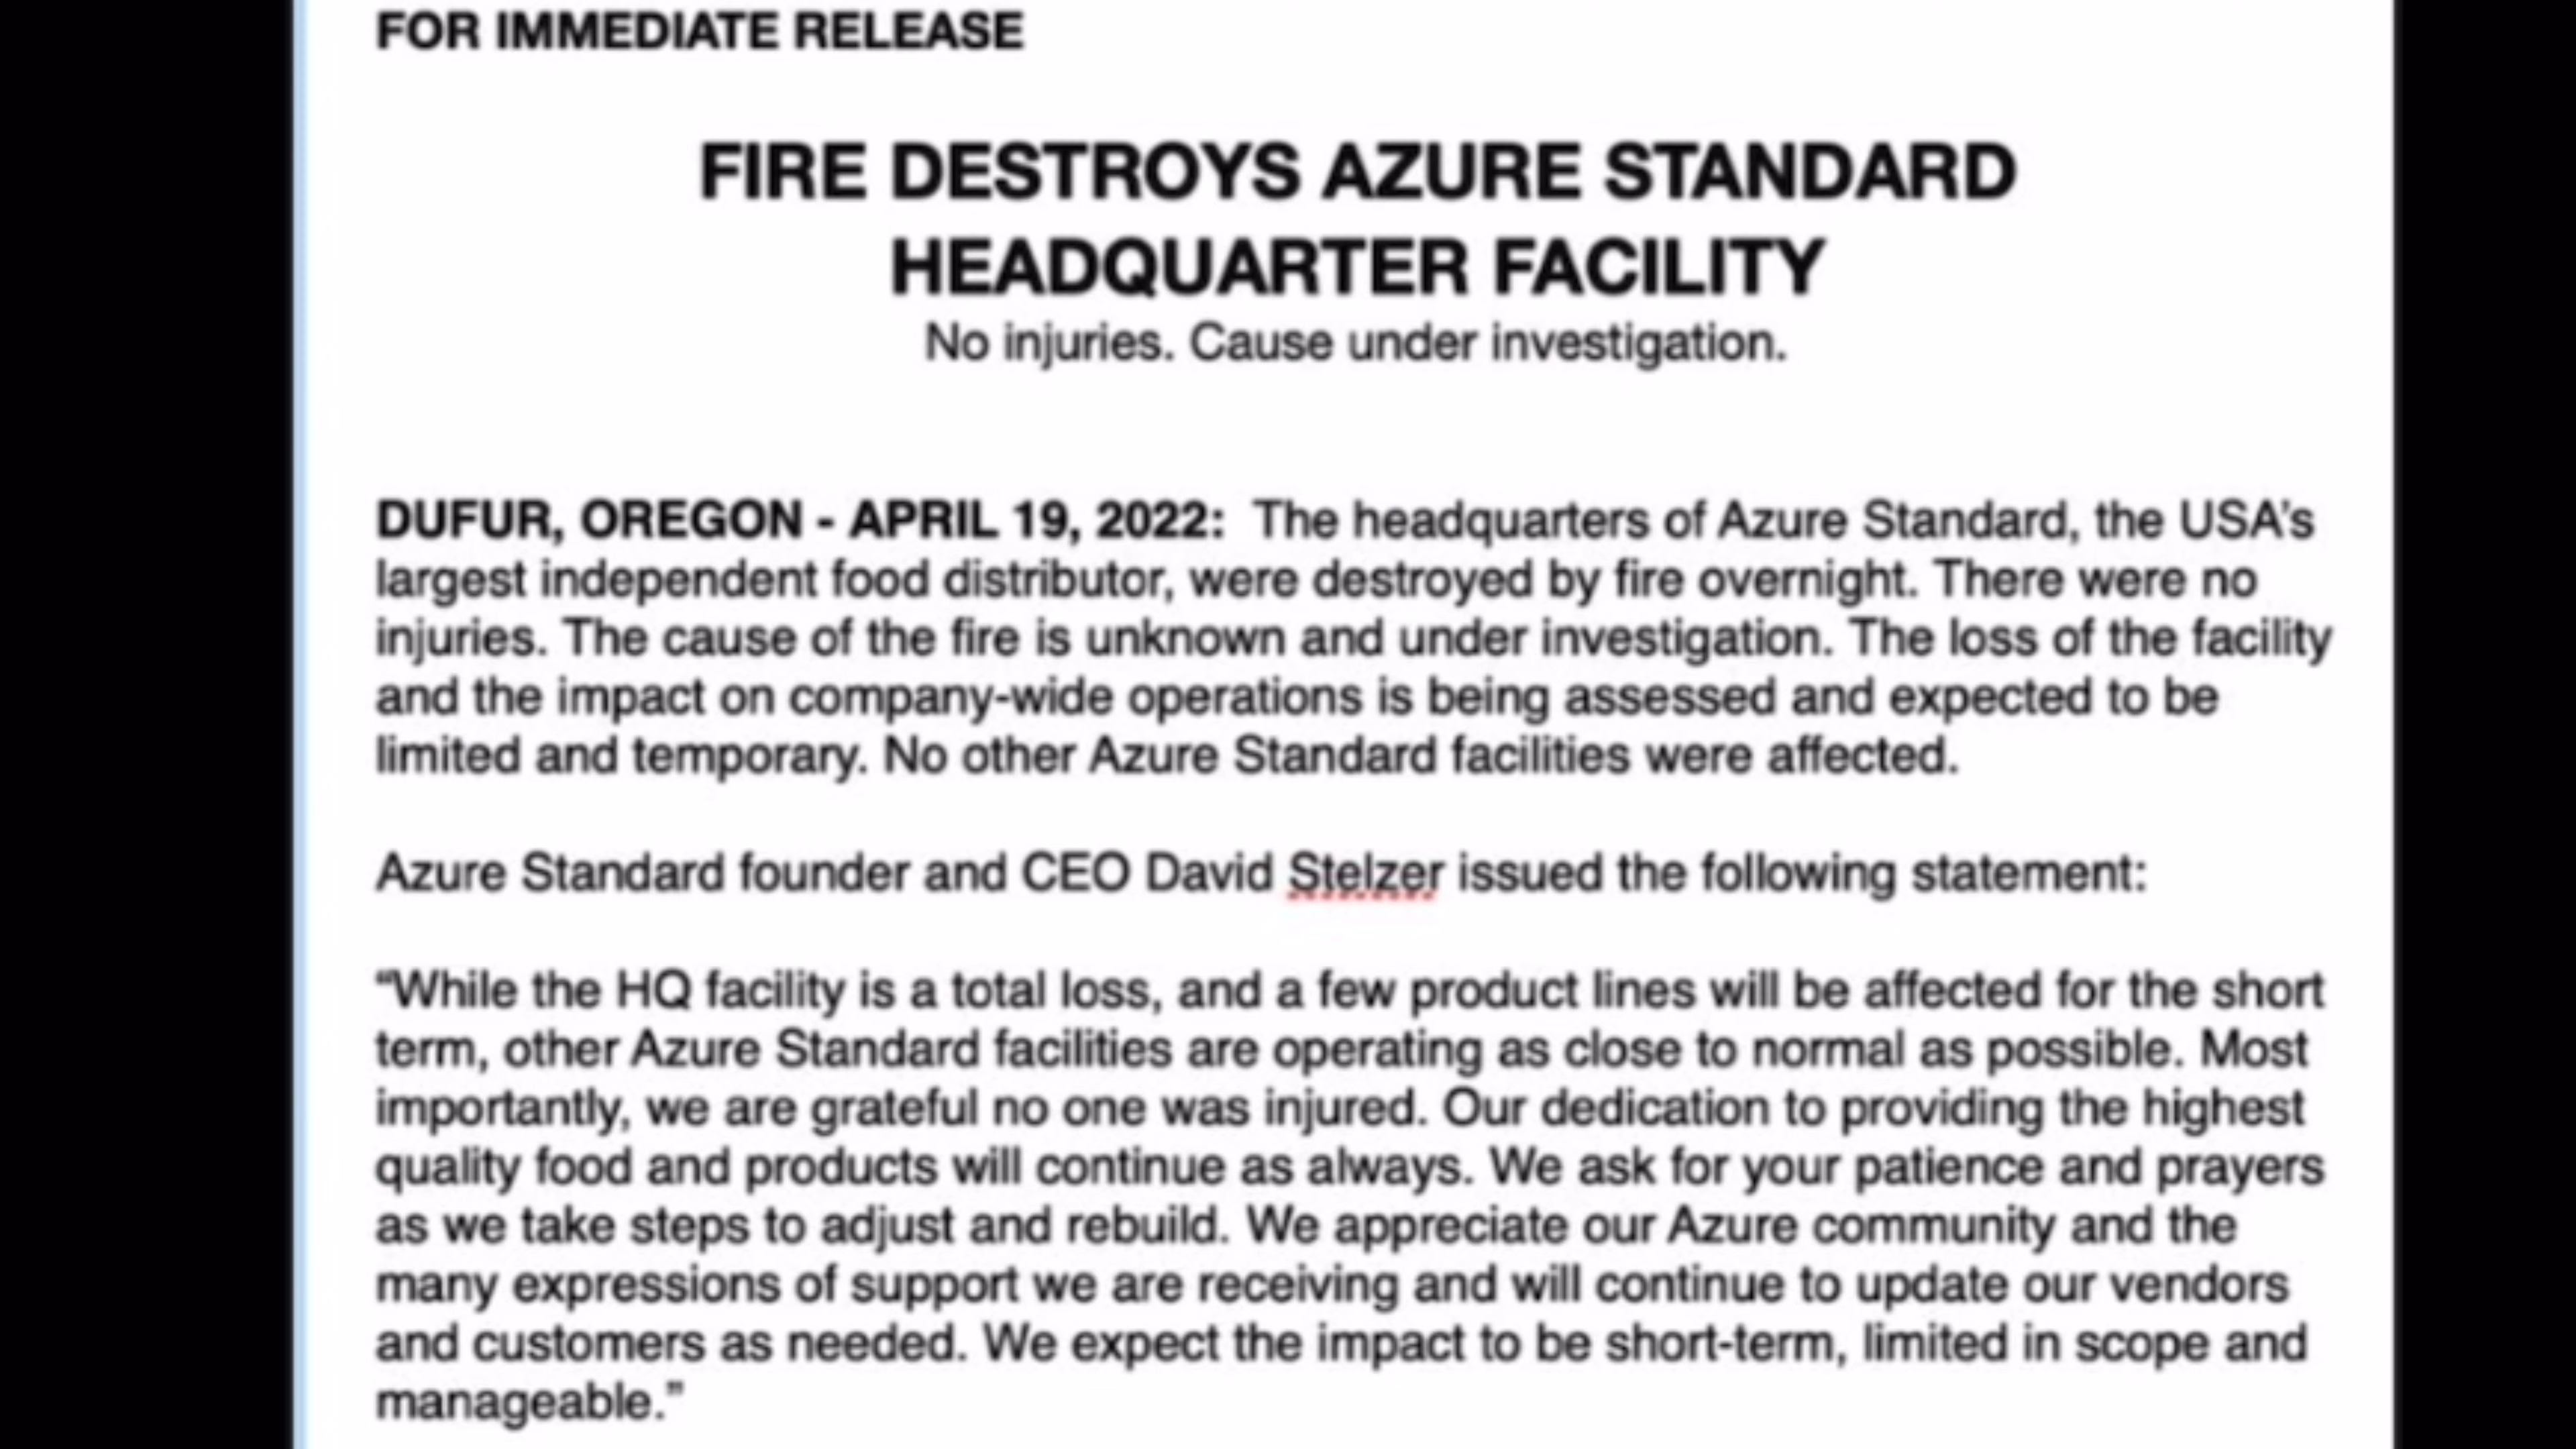 FOR IMMEDIATE RELEASE
FIRE DESTROYS AZURE STANDARD
HEADQUARTER FACILITY
No injuries. Cause under investigation.
DUFUR, OREGON - APRIL 19, 2022: The headquarters of Azure Standard, the USA’s
largest independent food distributor, were destroyed by fire overnight. There were no
injuries. The cause of the fire is unknown and under investigation. The loss of the facility
and the impact on company-wide operations is being assessed and expected to be
limited and temporary. No other Azure Standard facilities were affected.
Azure Standard founder and CEO David Stelzer issued the following statement:
“While the HQ facility is a total loss, and a few product lines will be affected for the short
term, other Azure Standard facilities are operating as close to normal as possible. Most
importantly, we are grateful no one was injured. Our dedication to providing the highest
quality food and products will continue as always. We ask for your patience and prayers
as we take steps to adjust and rebuild. We appreciate our Azure community and the
many expressions of support we are receiving and will continue to update our vendors
and customers as needed. We expect the impact to be short-term, limited in scope and
manageable.”